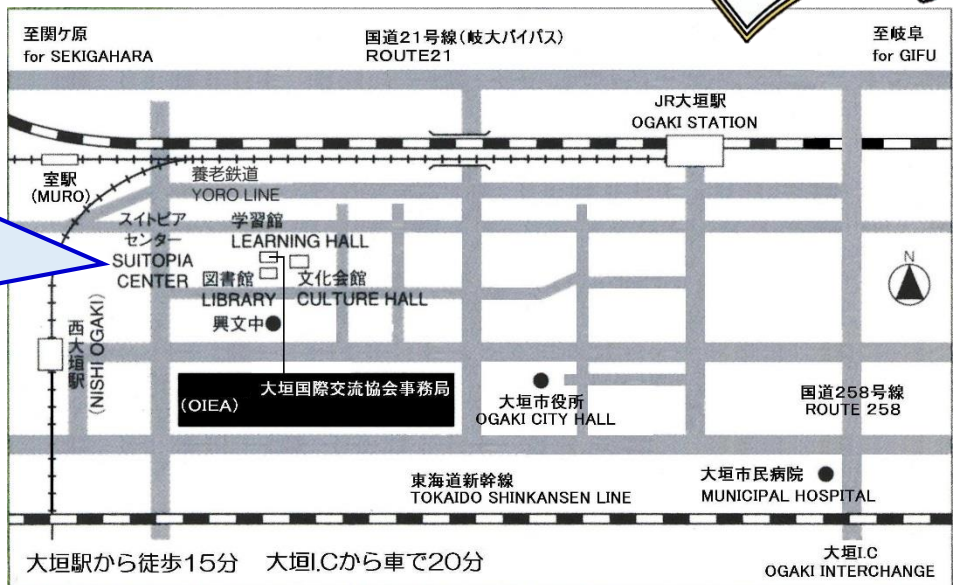 至関ケ原
for SEKIGAHARA
国道21号線(岐大バイパス)
ROUTE21
至岐阜
for GIFU
JR大垣駅
OGAKI STATION
室駅
(MURO)
養老鉄道
YORO LINE
スイトピア
センター
SUITOPIA
CENTER
学習館
LEARNING HALL
図書館
LIBRARY
文化会館
CULTURE HALL
興文中
N
西大垣駅
(NISHI OGAKI)
大垣国際交流協会事務局
(OIEA)
大垣市役所
OGAKI CITY HALL
国道258号線
ROUTE 258
東海道新幹線
TOKAIDO SHINKANSEN LINE
大垣市民病院
MUNICIPAL HOSPITAL
大垣駅から徒歩15分 大垣I.Cから車で20分
大垣I.C
OGAKI INTERCHANGE